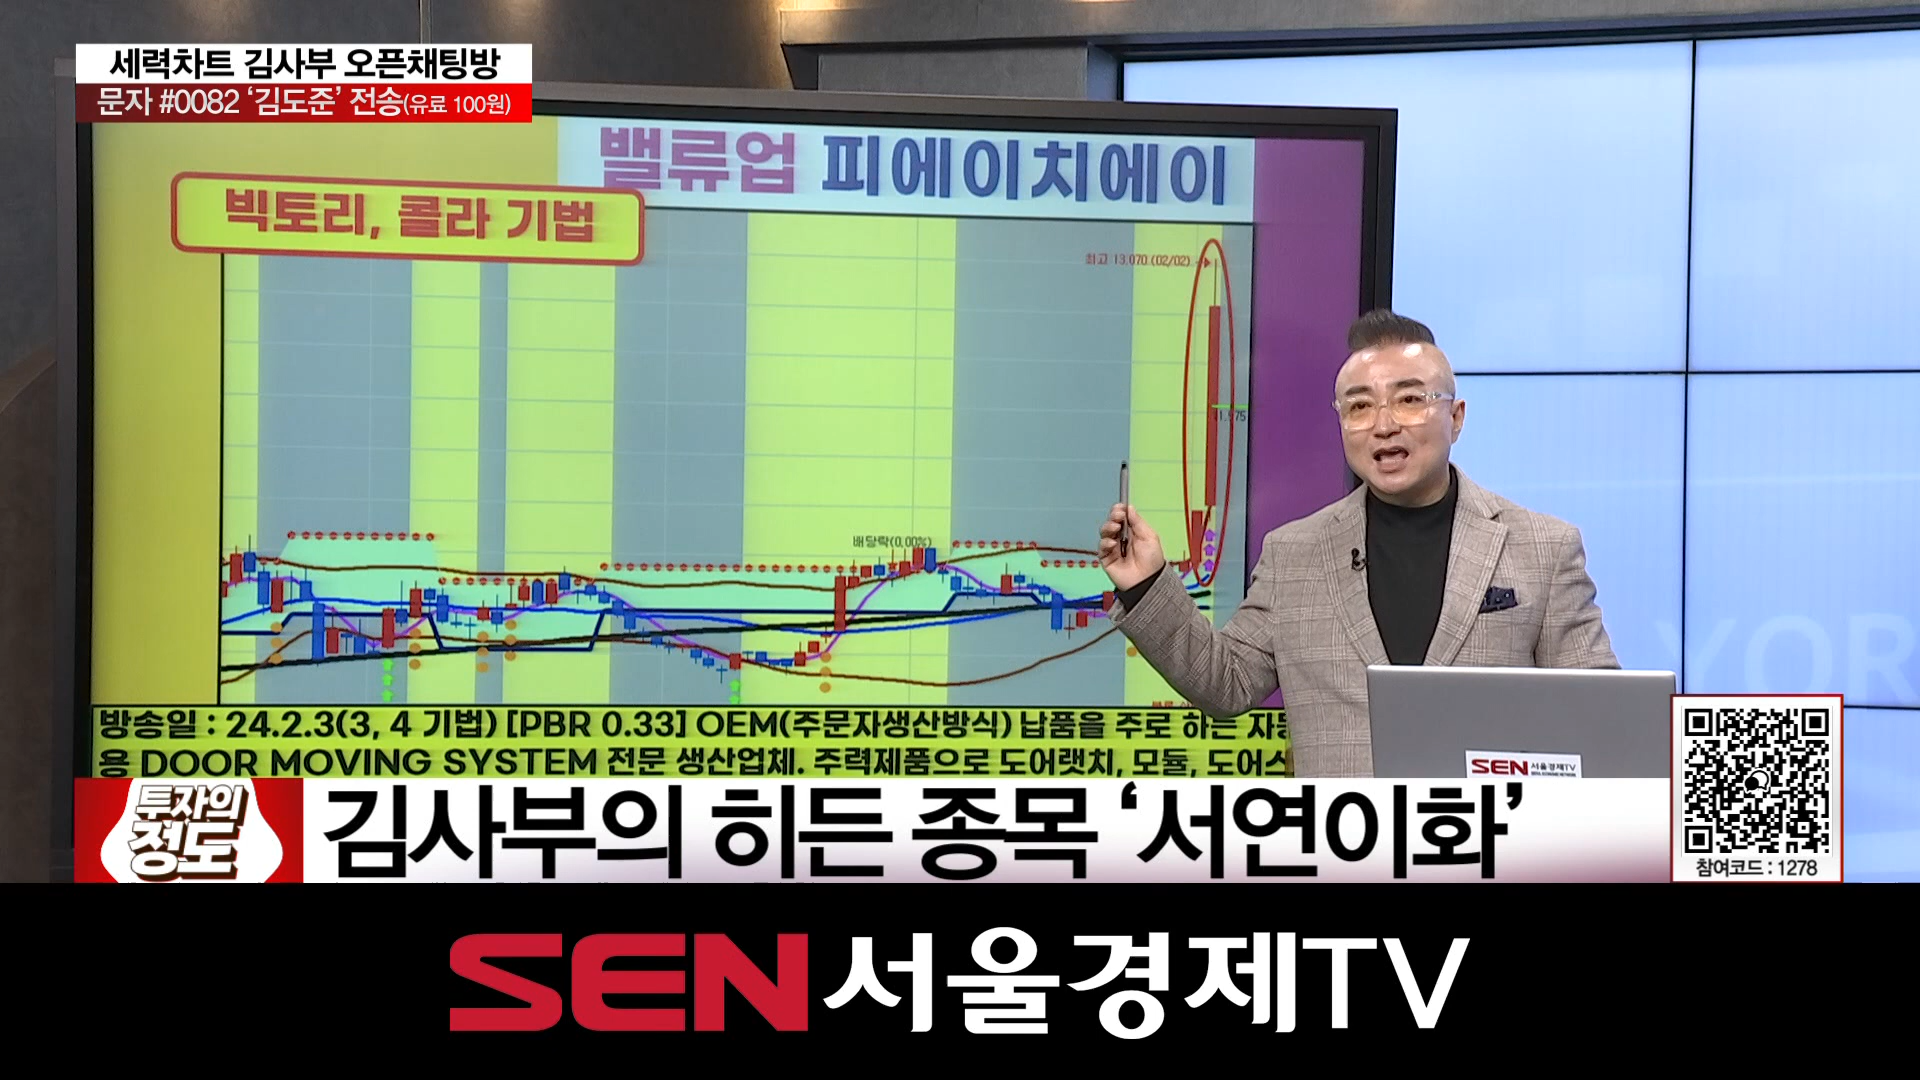 세력차트 김사부 오픈채팅방
문자 #0082 ‘김도준’ 전송(유료 100원)
밸류업 피에이치에이
빅토리, 콜라 기법
최고 13,070 (02/02)
배당락(0.00%)
방송일 : 24.2.3(3, 4 기법) [PBR 0.33] OEM(주문자생산방식) 납품을 주로 하는
용 DOOR MOVING SYSTEM 전문 생산업체. 주력제품으로 도어랫치, 모듈,
YOR
SEN 서울경제TV
투자의
정도
김사부의 히든 종목 ‘서연이화’
참여코드 : 1278
SEN서울경제TV